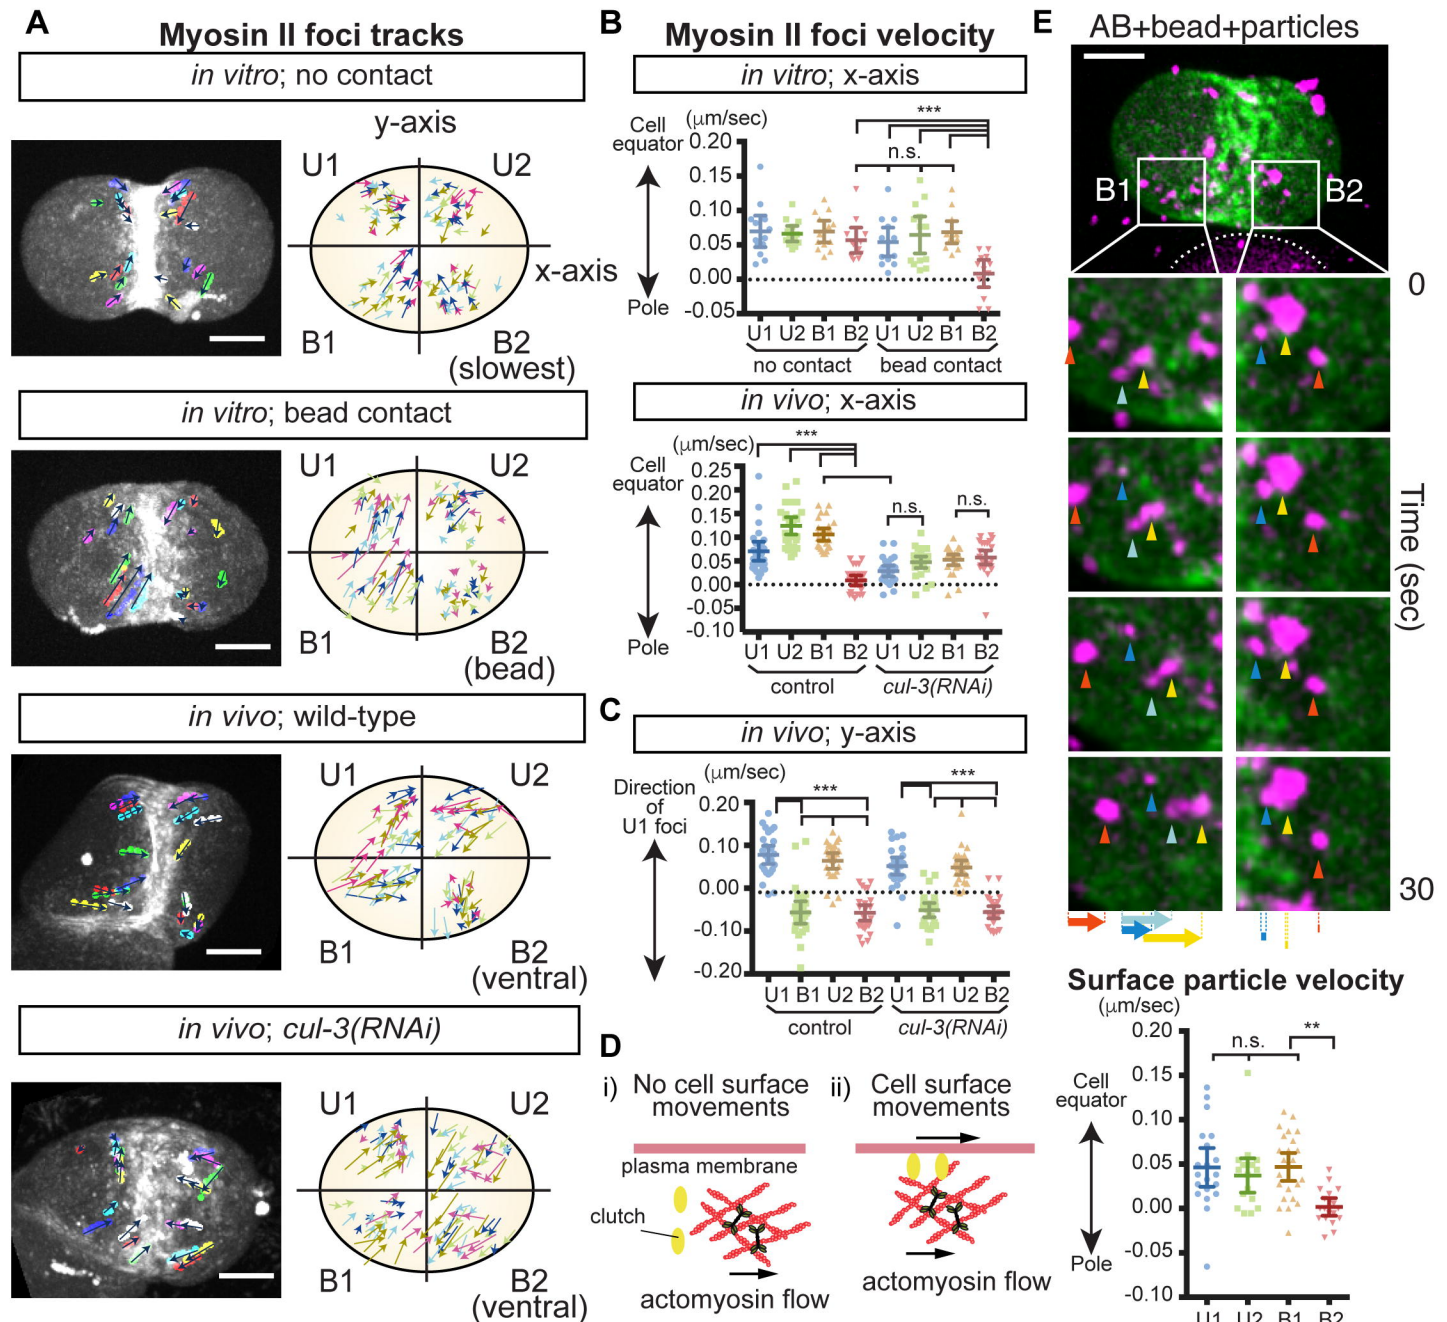 A
Myosin II foci tracks
in vitro; no contact
y-axis
U1
U2
x-axis
B1
B2
(slowest)
in vitro; bead contact
U1
U2
B1
B2
(bead)
in vivo; wild-type
U1
U2
B1
B2
(ventral)
in vivo; cul-3(RNAi)
U1
U2
B1
B2
(ventral)
B
Myosin II foci velocity
in vitro; x-axis
(μm/sec)
Cell
equator
Pole
0.20
0.15
0.10
0.05
0.00
-0.05
***
n.s.
U1 U2 B1 B2 U1 U2 B1 B2
no contact
bead contact
in vivo; x-axis
(μm/sec)
Cell
equator
Pole
0.25
0.20
0.15
0.10
0.05
0.00
-0.05
-0.10
***
n.s.
n.s.
U1 U2 B1 B2 U1 U2 B1 B2
control
cul-3(RNAi)
C
in vivo; y-axis
(μm/sec)
Direction
of
U1 foci
0.20
0.10
0.00
-0.10
-0.20
***
***
U1 B1 U2 B2 U1 B1 U2 B2
control
cul-3(RNAi)
D
i) No cell surface
movements
plasma membrane
clutch
actomyosin flow
ii) Cell surface
movements
actomyosin flow
E
AB+bead+particles
B1
B2
0
Time (sec)
30
Surface particle velocity
(μm/sec)
Cell
equator
Pole
0.20
0.15
0.10
0.05
0.00
-0.05
-0.10
n.s.
**
U1 U2 B1 B2